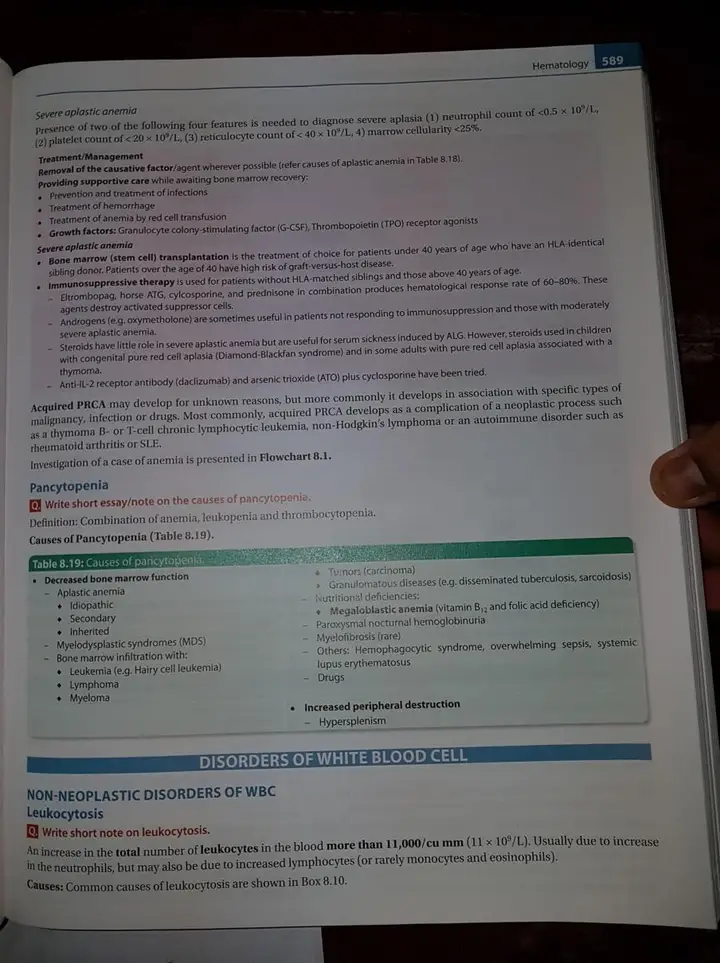 Hematology 589
Severe aplastic anemia
Presence of two of the following four features is needed to diagnose severe aplasia (1) neutrophil count of <0.5 × 10⁹/L,
(2) platelet count of <20 × 10⁹/L, (3) reticulocyte count of < 40 × 10⁹/L, 4) marrow cellularity <25%.
Treatment/Management
Removal of the causative factor/agent wherever possible (refer causes of aplastic anemia in Table 8.18).
Providing supportive care while awaiting bone marrow recovery:
• Prevention and treatment of infections
• Treatment of hemorrhage
• Treatment of anemia by red cell transfusion
• Growth factors: Granulocyte colony-stimulating factor (G-CSF), Thrombopoietin (TPO) receptor agonists
Severe aplastic anemia
• Bone marrow (stem cell) transplantation is the treatment of choice for patients under 40 years of age who have an HLA-identical
sibling donor. Patients over the age of 40 have high risk of graft-versus-host disease.
• Immunosuppressive therapy is used for patients without HLA-matched siblings and those above 40 years of age.
– Eltrombopag, horse ATG, cylcosporine, and prednisone in combination produces hematological response rate of 60–80%. These
agents destroy activated suppressor cells.
– Androgens (e.g. oxymetholone) are sometimes useful in patients not responding to immunosuppression and those with moderately
severe aplastic anemia.
– Steroids have little role in severe aplastic anemia but are useful for serum sickness induced by ALG. However, steroids used in children
with congenital pure red cell aplasia (Diamond-Blackfan syndrome) and in some adults with pure red cell aplasia associated with a
thymoma.
– Anti-IL-2 receptor antibody (daclizumab) and arsenic trioxide (ATO) plus cyclosporine have been tried.
Acquired PRCA may develop for unknown reasons, but more commonly it develops in association with specific types of
malignancy, infection or drugs. Most commonly, acquired PRCA develops as a complication of a neoplastic process such
as a thymoma B- or T-cell chronic lymphocytic leukemia, non-Hodgkin's lymphoma or an autoimmune disorder such as
rheumatoid arthritis or SLE.
Investigation of a case of anemia is presented in Flowchart 8.1.
Pancytopenia
Q. Write short essay/note on the causes of pancytopenia.
Definition: Combination of anemia, leukopenia and thrombocytopenia.
Causes of Pancytopenia (Table 8.19).
Table 8.19: Causes of pancytopenia.
• Decreased bone marrow function
– Aplastic anemia
◆ Idiopathic
◆ Secondary
◆ Inherited
– Myelodysplastic syndromes (MDS)
– Bone marrow infiltration with:
◆ Leukemia (e.g. Hairy cell leukemia)
◆ Lymphoma
◆ Myeloma
◆ Tumors (carcinoma)
◆ Granulomatous diseases (e.g. disseminated tuberculosis, sarcoidosis)
– Nutritional deficiencies:
◆ Megaloblastic anemia (vitamin B₁₂ and folic acid deficiency)
– Paroxysmal nocturnal hemoglobinuria
– Myelofibrosis (rare)
– Others: Hemophagocytic syndrome, overwhelming sepsis, systemic
lupus erythematosus
– Drugs
• Increased peripheral destruction
– Hypersplenism
DISORDERS OF WHITE BLOOD CELL
NON-NEOPLASTIC DISORDERS OF WBC
Leukocytosis
Q. Write short note on leukocytosis.
An increase in the total number of leukocytes in the blood more than 11,000/cu mm (11 × 10⁹/L). Usually due to increase
in the neutrophils, but may also be due to increased lymphocytes (or rarely monocytes and eosinophils).
Causes: Common causes of leukocytosis are shown in Box 8.10.